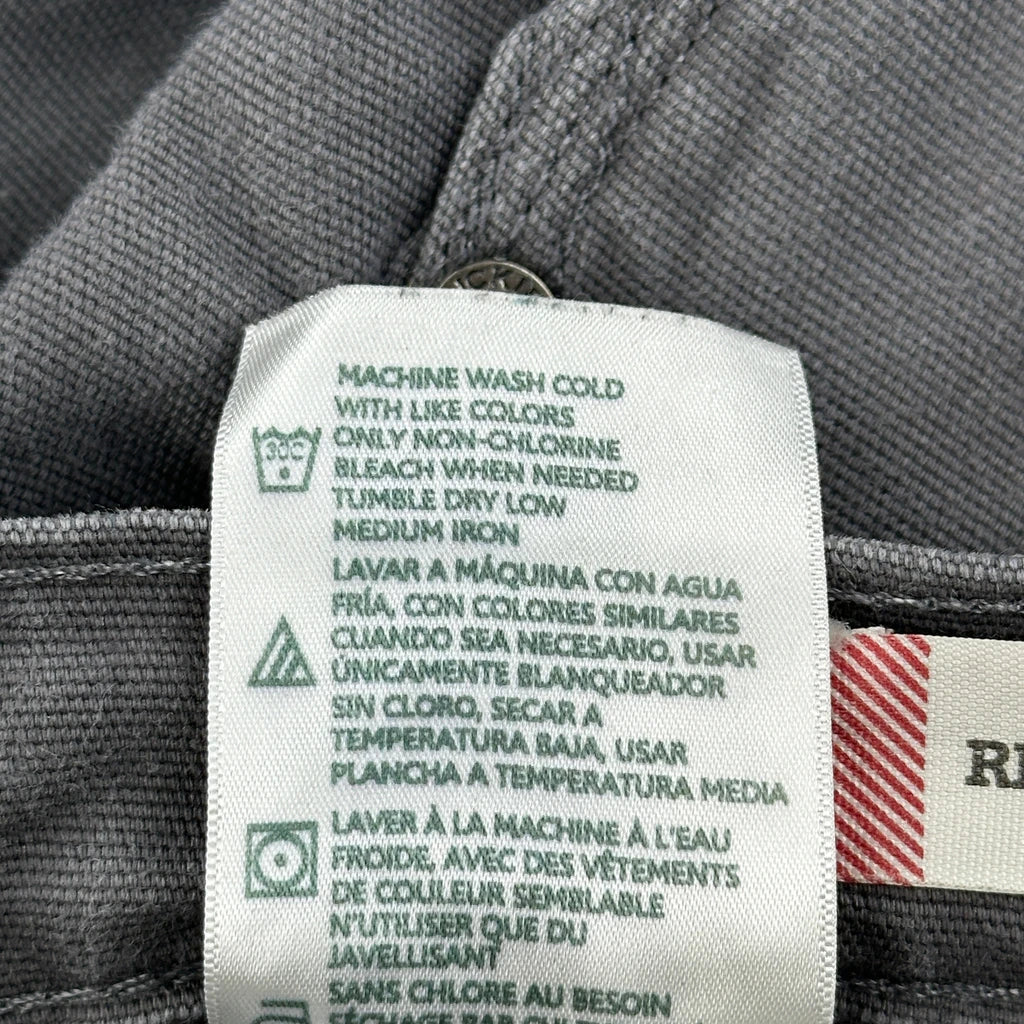 MACHINE WASH COLD
WITH LIKE COLORS
ONLY NON-CHLORINE
BLEACH WHEN NEEDED
TUMBLE DRY LOW
MEDIUM IRON
30C
LAVAR A MÁQUINA CON AGUA
FRÍA, CON COLORES SIMILARES
CUANDO SEA NECESARIO, USAR
ÚNICAMENTE BLANQUEADOR
SIN CLORO, SECAR A
TEMPERATURA BAJA, USAR
PLANCHA A TEMPERATURA MEDIA
LAVER À LA MACHINE À L'EAU
FROIDE, AVEC DES VÊTEMENTS
DE COULEUR SEMBLABLE
N'UTILISER QUE DU
JAVELLISANT
SANS CHLORE AU BESOIN
SÉCHAGE PAR